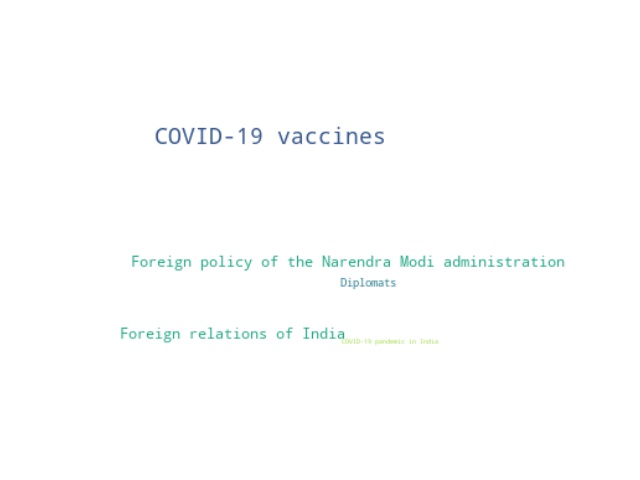 COVID-19 vaccines
Foreign policy of the Narendra Modi administration
Diplomats
Foreign relations of India
COVID-19 pandemic in India